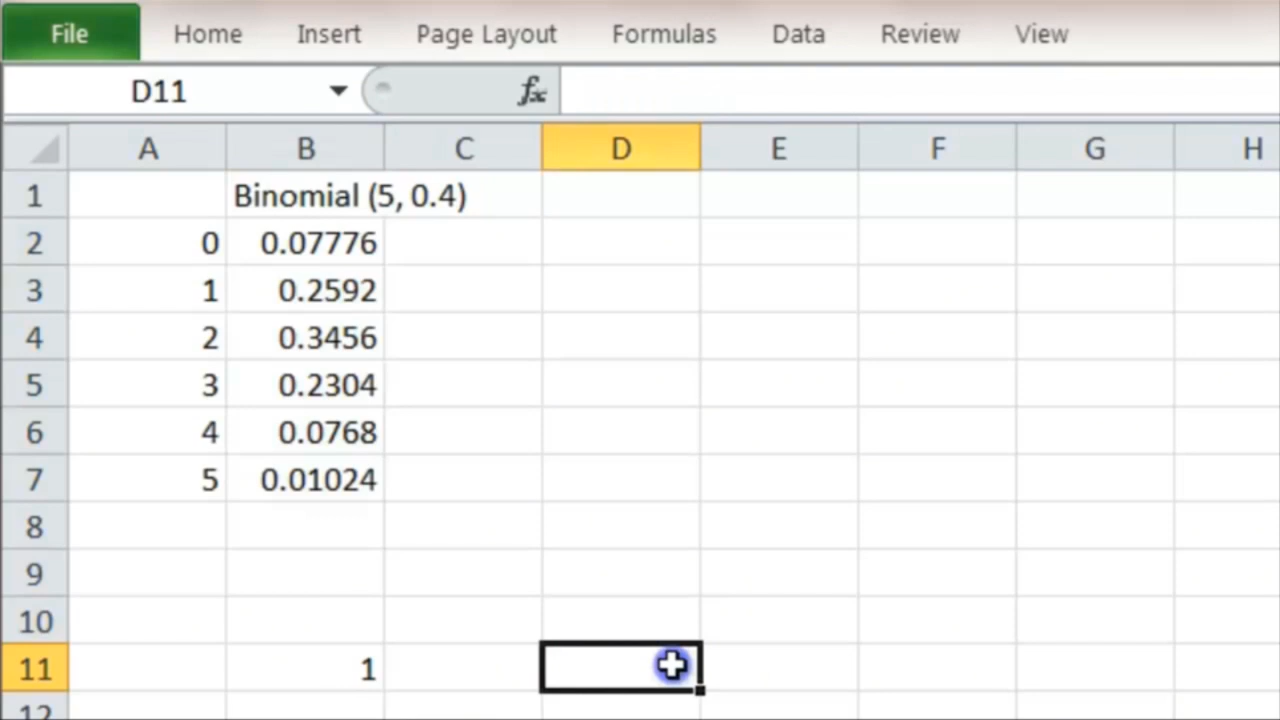 File Home Insert Page Layout Formulas Data Review View
D11 fx
A B C D E F G H
1 Binomial (5, 0.4)
2 0 0.07776
3 1 0.2592
4 2 0.3456
5 3 0.2304
6 4 0.0768
7 5 0.01024
8
9
10
11 1
12